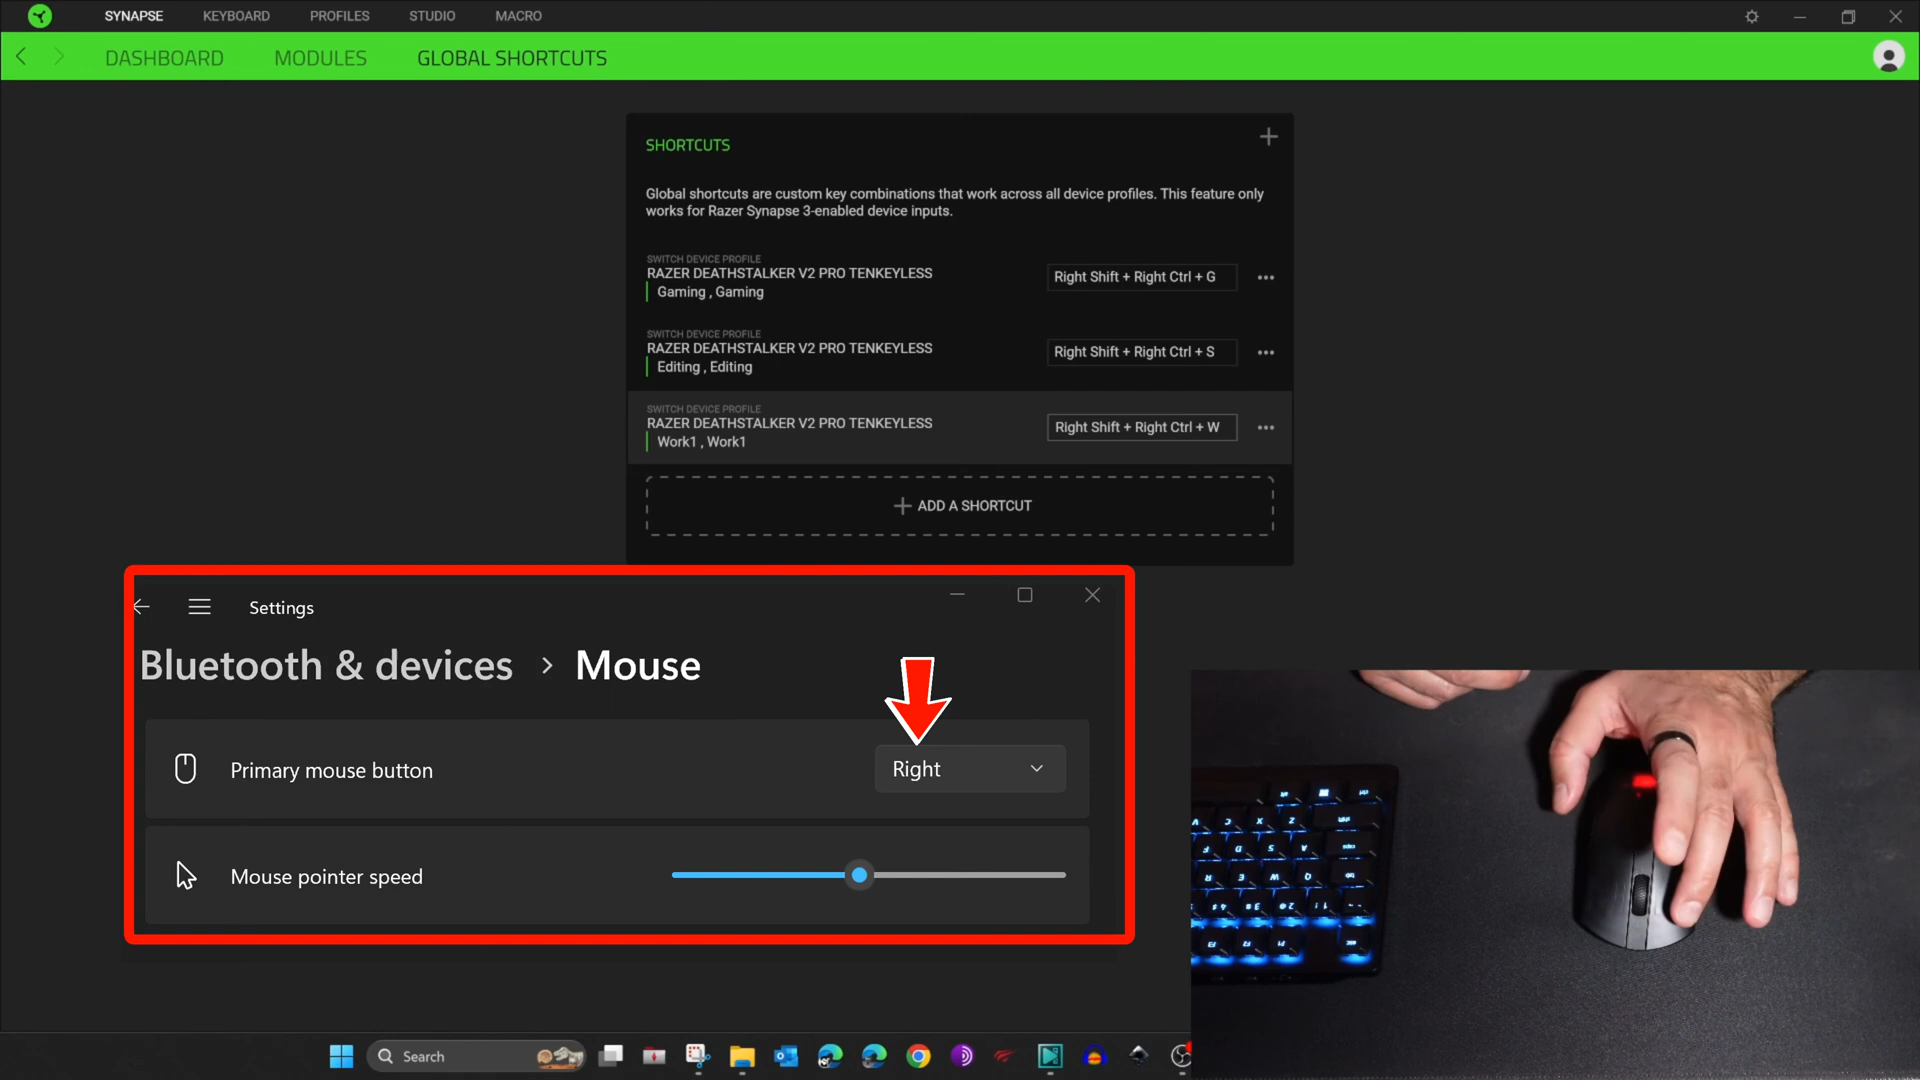 SYNAPSE KEYBOARD PROFILES STUDIO MACRO
DASHBOARD MODULES GLOBAL SHORTCUTS
SHORTCUTS
Global shortcuts are custom key combinations that work across all device profiles. This feature only
works for Razer Synapse 3-enabled device inputs.
SWITCH DEVICE PROFILE
RAZER DEATHSTALKER V2 PRO TENKEYLESS
Gaming , Gaming
Right Shift + Right Ctrl + G
SWITCH DEVICE PROFILE
RAZER DEATHSTALKER V2 PRO TENKEYLESS
Editing , Editing
Right Shift + Right Ctrl + S
SWITCH DEVICE PROFILE
RAZER DEATHSTALKER V2 PRO TENKEYLESS
Work1 , Work1
Right Shift + Right Ctrl + W
ADD A SHORTCUT
Settings
Bluetooth & devices > Mouse
Primary mouse button
Right
Mouse pointer speed
Search